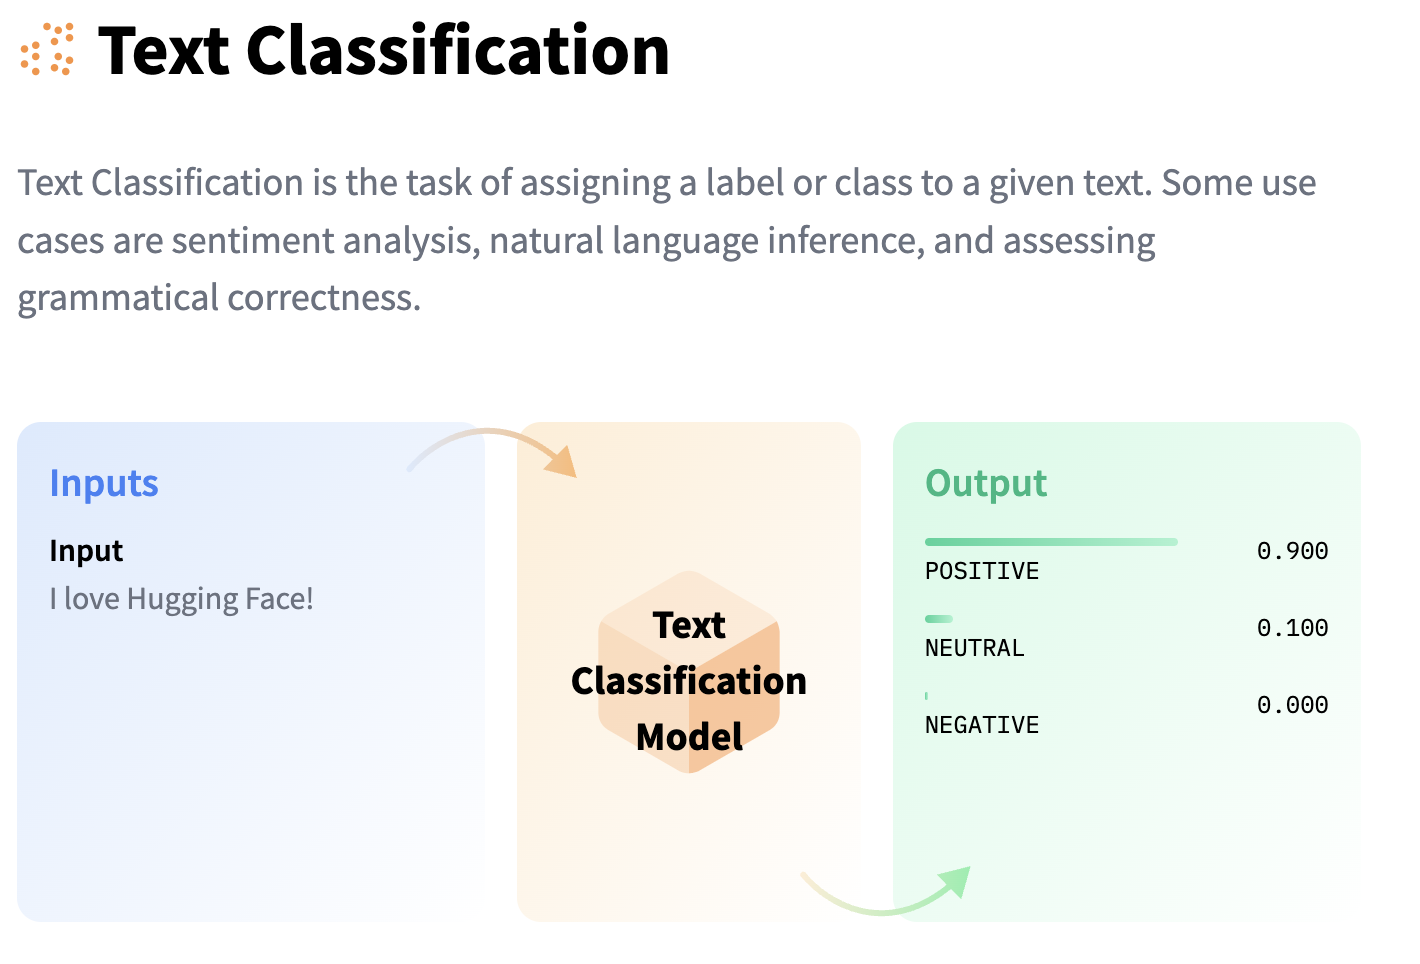 Text Classification
Text Classification is the task of assigning a label or class to a given text. Some use
cases are sentiment analysis, natural language inference, and assessing
grammatical correctness.
Inputs
Input
I love Hugging Face!
Text
Classification
Model
Output
POSITIVE 0.900
NEUTRAL 0.100
NEGATIVE 0.000